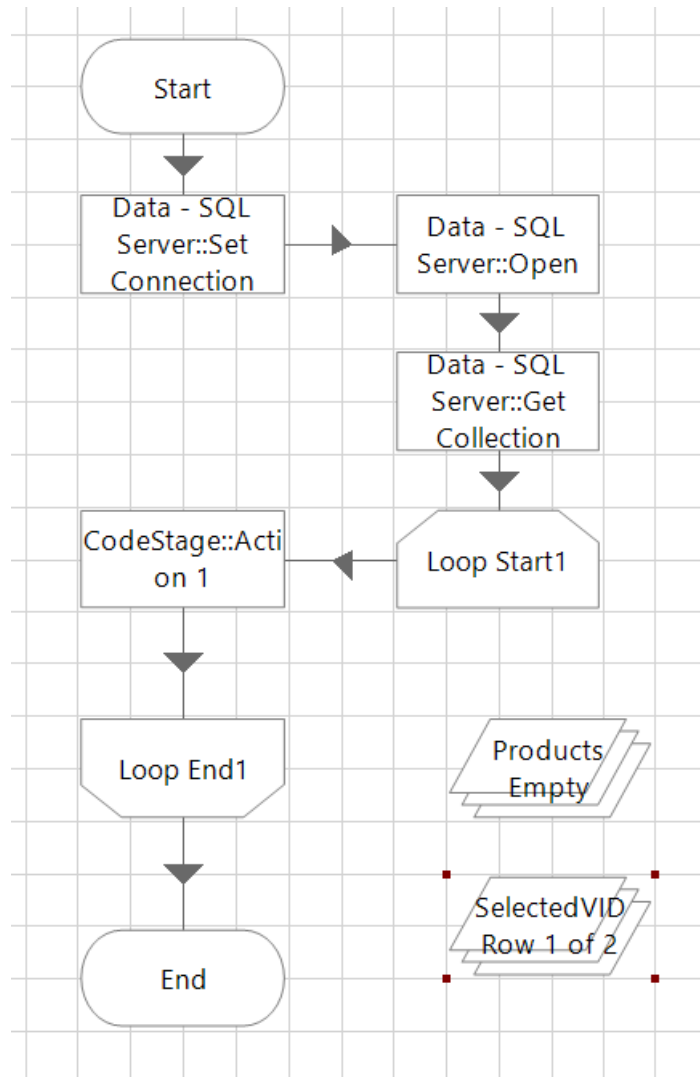 Start
Data - SQL
Server::Set
Connection
Data - SQL
Server::Open
Data - SQL
Server::Get
Collection
Loop Start1
CodeStage::Acti
on 1
Loop End1
Products
Empty
SelectedVID
Row 1 of 2
End